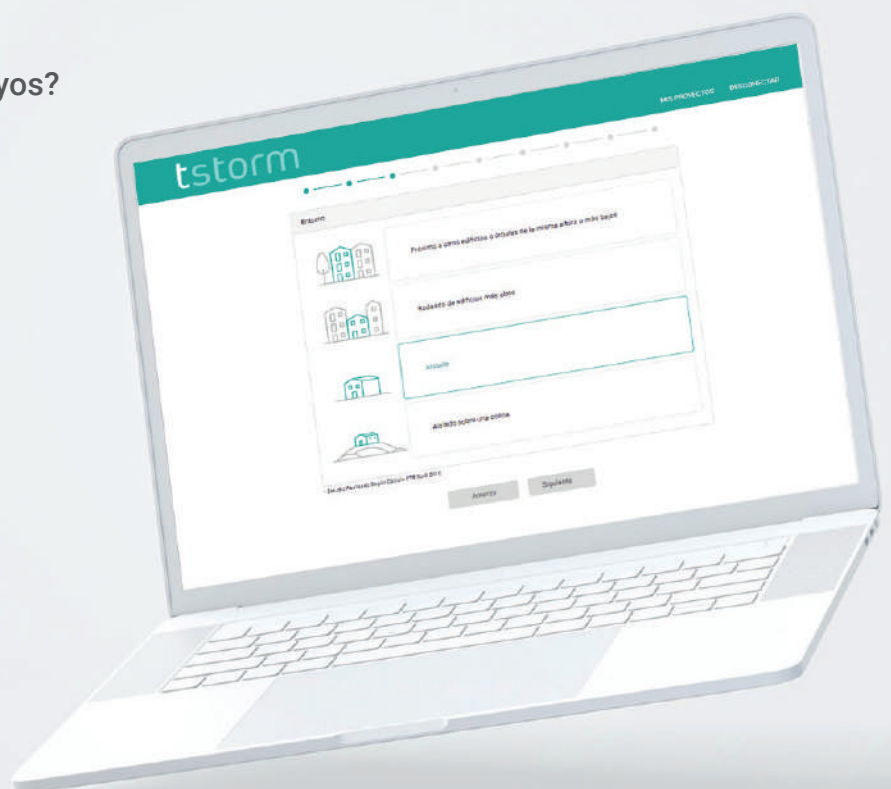 yos?
tstorm
MIS PROYECTOS DESCONECTAR
Entorno
Próximo a otros edificios o árboles de la misma altura o más bajos
Rodeado de edificios más altos
Aislado
Aislado sobre una colina
Anterior Siguiente